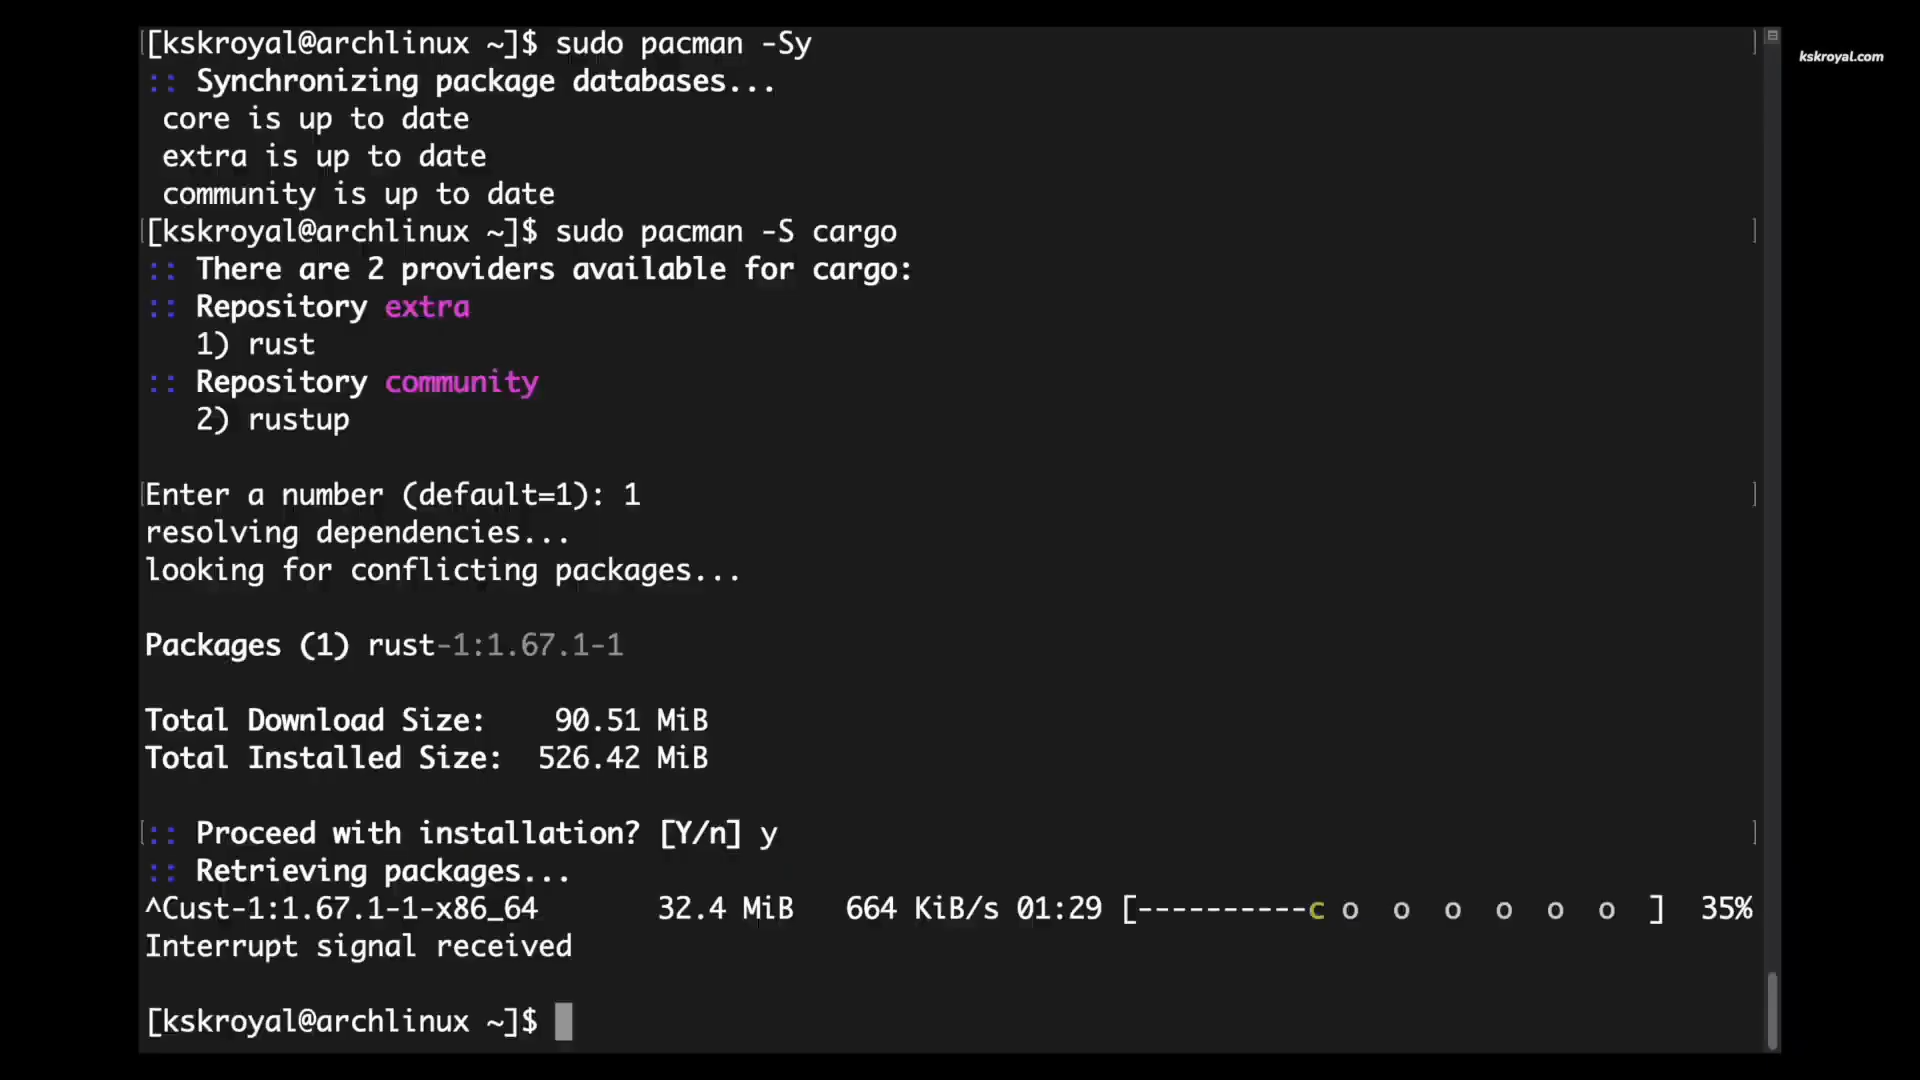 [kskroyal@archlinux ~]$ sudo pacman -Sy
kskroyal.com
:: Synchronizing package databases...
core is up to date
extra is up to date
community is up to date
[kskroyal@archlinux ~]$ sudo pacman -S cargo
:: There are 2 providers available for cargo:
:: Repository extra
1) rust
:: Repository community
2) rustup
Enter a number (default=1): 1
resolving dependencies...
looking for conflicting packages...
Packages (1) rust-1:1.67.1-1
Total Download Size:    90.51 MiB
Total Installed Size:  526.42 MiB
:: Proceed with installation? [Y/n] y
:: Retrieving packages...
^Cust-1:1.67.1-1-x86_64       32.4 MiB   664 KiB/s 01:29 [----------c o  o  o  o  o  o  ]  35%
Interrupt signal received
[kskroyal@archlinux ~]$